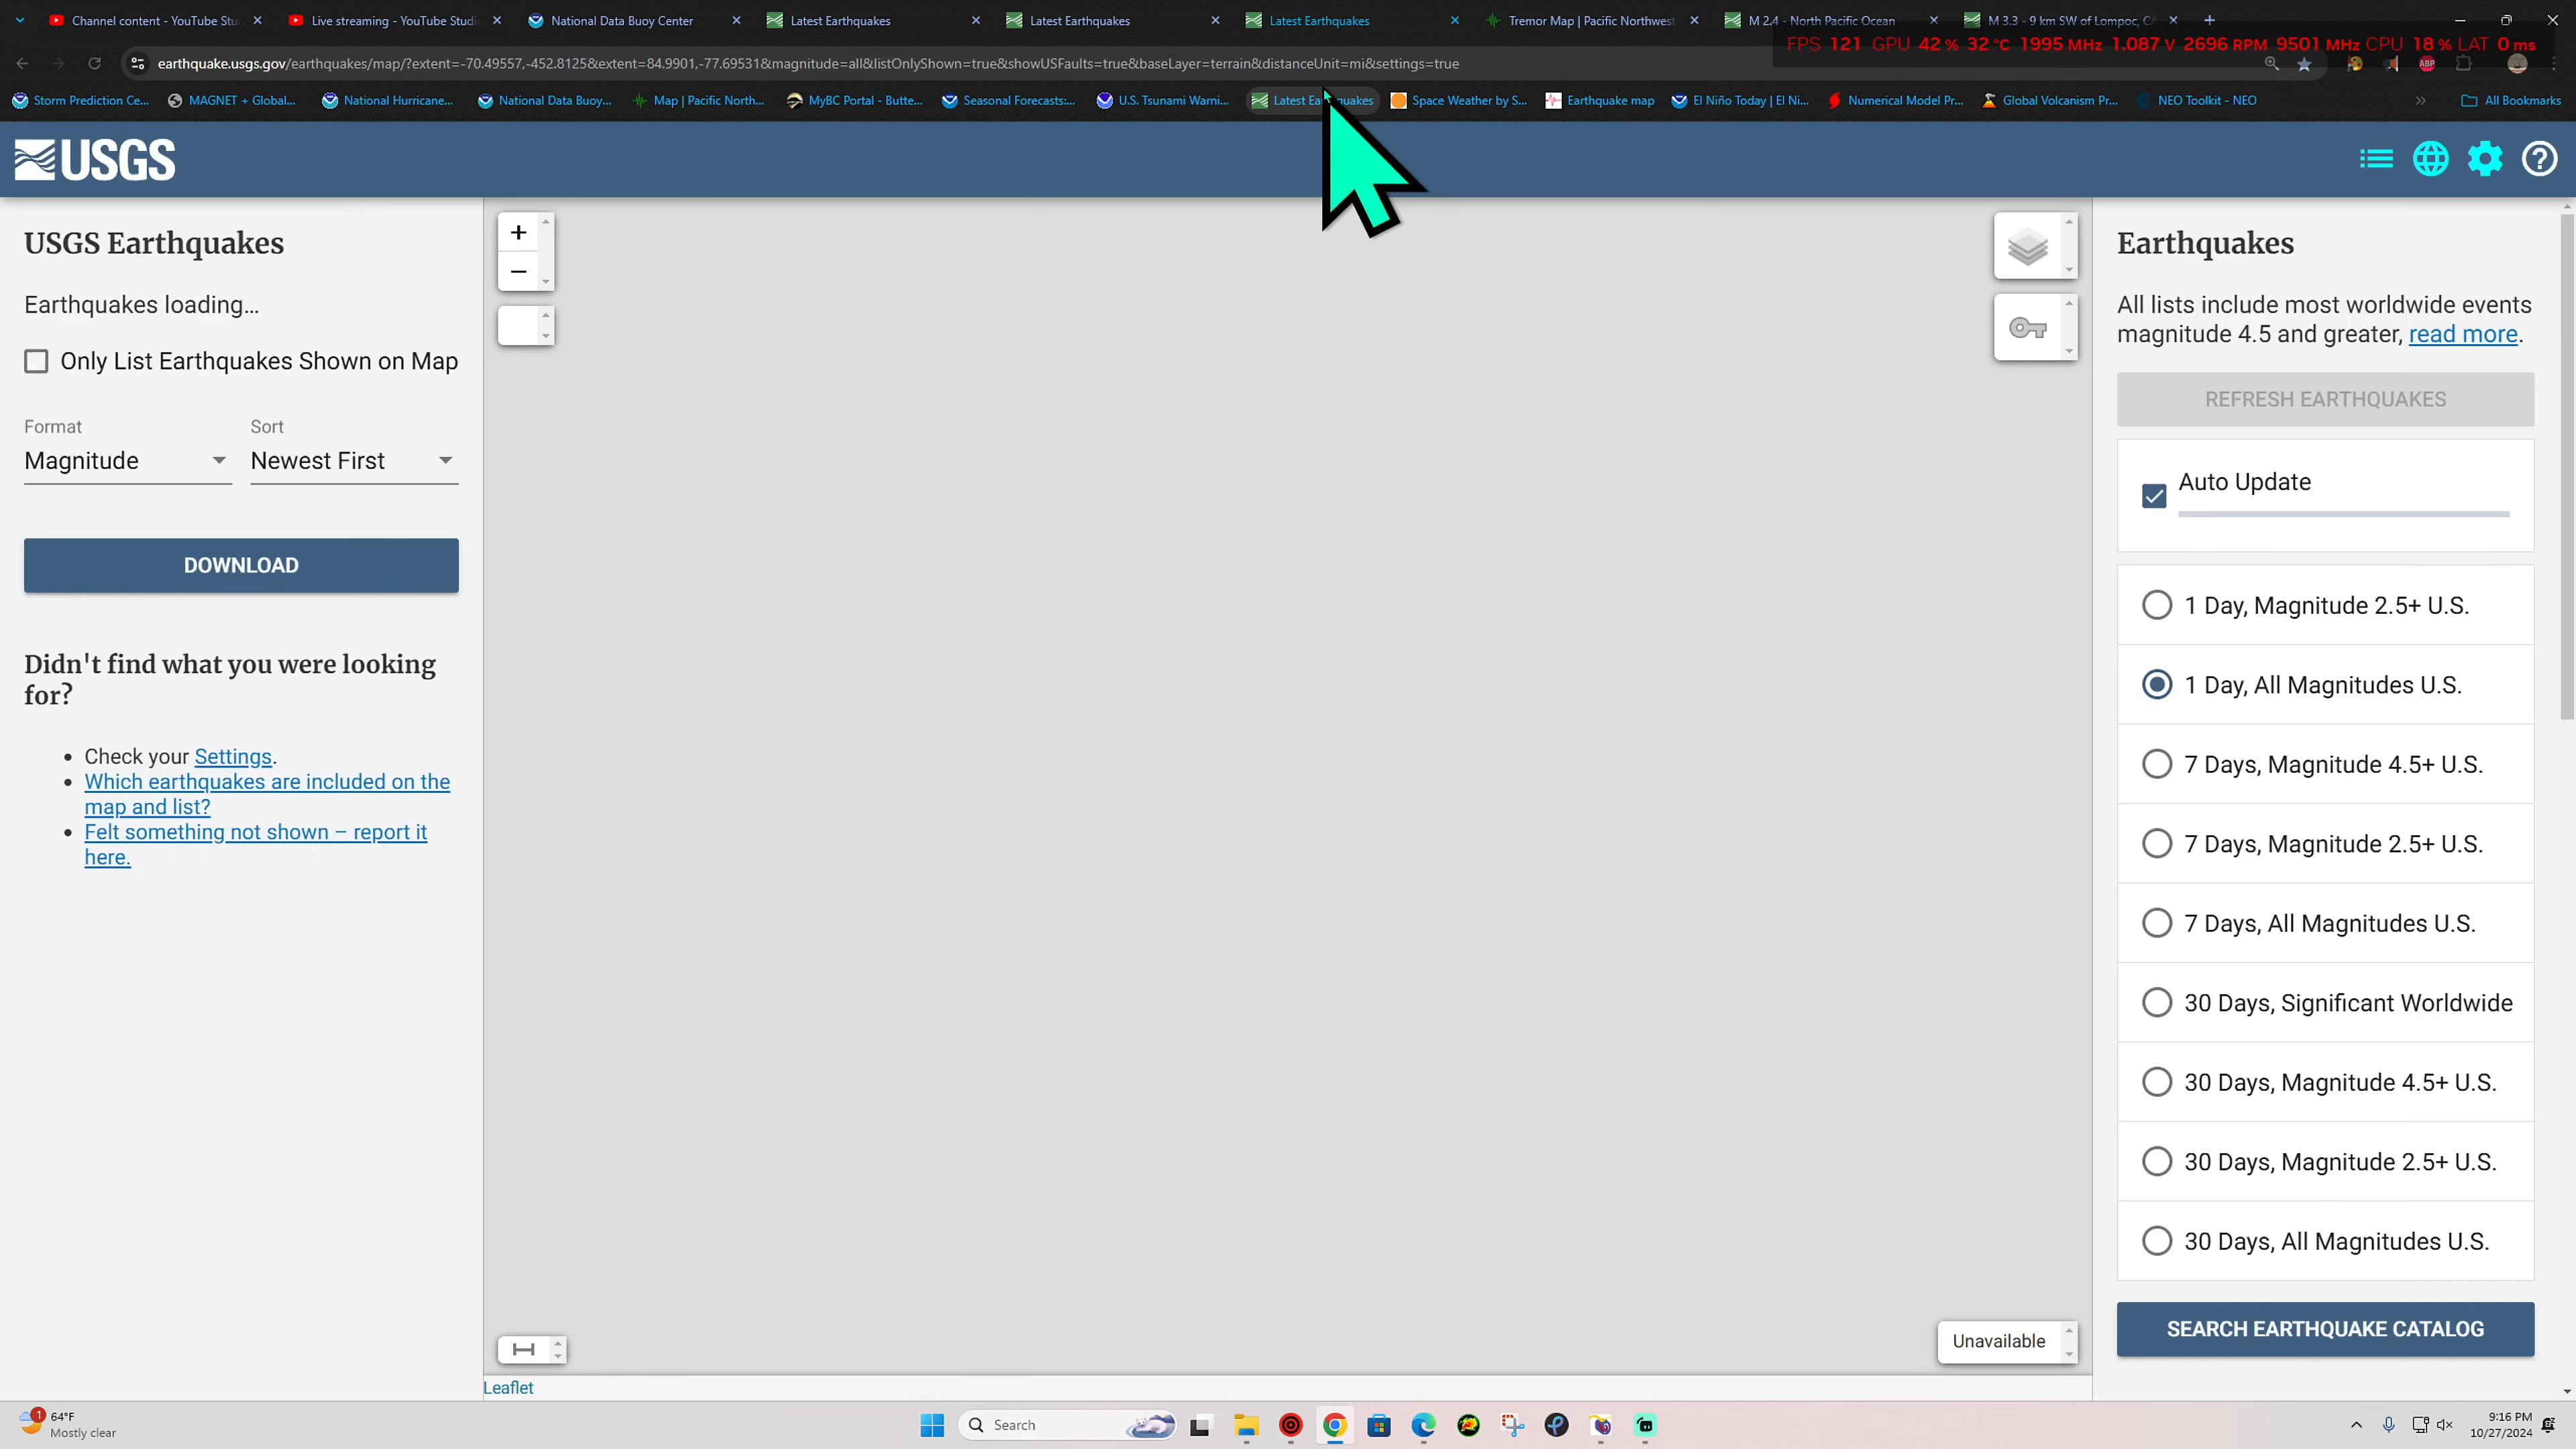 Channel content - YouTube Stu
Live streaming - YouTube Studi
National Data Buoy Center
Latest Earthquakes
Latest Earthquakes
Latest Earthquakes
Tremor Map | Pacific Northwest
M 2.4 - North Pacific Ocean
M 3.3 - 9 km SW of Lompoc, CA
FPS 121 GPU 42 % 32 °C 1995 MHz 1.087 V 2696 RPM 9501 MHz CPU 18 % LAT 0 ms
earthquake.usgs.gov/earthquakes/map/?extent=-70.49557,-452.8125&extent=84.9901,-77.69531&magnitude=all&listOnlyShown=true&showUSFaults=true&baseLayer=terrain&distanceUnit=mi&settings=true
ABP
Storm Prediction Ce...
MAGNET + Global...
National Hurricane...
National Data Buoy...
Map | Pacific North...
MyBC Portal - Butte...
Seasonal Forecasts:...
U.S. Tsunami Warni...
Latest Earthquakes
Space Weather by S...
Earthquake map
El Niño Today | El Ni...
Numerical Model Pr...
Global Volcanism Pr...
NEO Toolkit - NEO
All Bookmarks
USGS
USGS Earthquakes
Earthquakes loading...
Only List Earthquakes Shown on Map
Format
Sort
Magnitude
Newest First
DOWNLOAD
Didn't find what you were looking
for?
Check your Settings.
Which earthquakes are included on the
map and list?
Felt something not shown – report it
here.
+
−
Unavailable
Leaflet
Earthquakes
All lists include most worldwide events
magnitude 4.5 and greater, read more.
REFRESH EARTHQUAKES
Auto Update
1 Day, Magnitude 2.5+ U.S.
1 Day, All Magnitudes U.S.
7 Days, Magnitude 4.5+ U.S.
7 Days, Magnitude 2.5+ U.S.
7 Days, All Magnitudes U.S.
30 Days, Significant Worldwide
30 Days, Magnitude 4.5+ U.S.
30 Days, Magnitude 2.5+ U.S.
30 Days, All Magnitudes U.S.
SEARCH EARTHQUAKE CATALOG
1
64°F
Mostly clear
Search
9:16 PM
10/27/2024